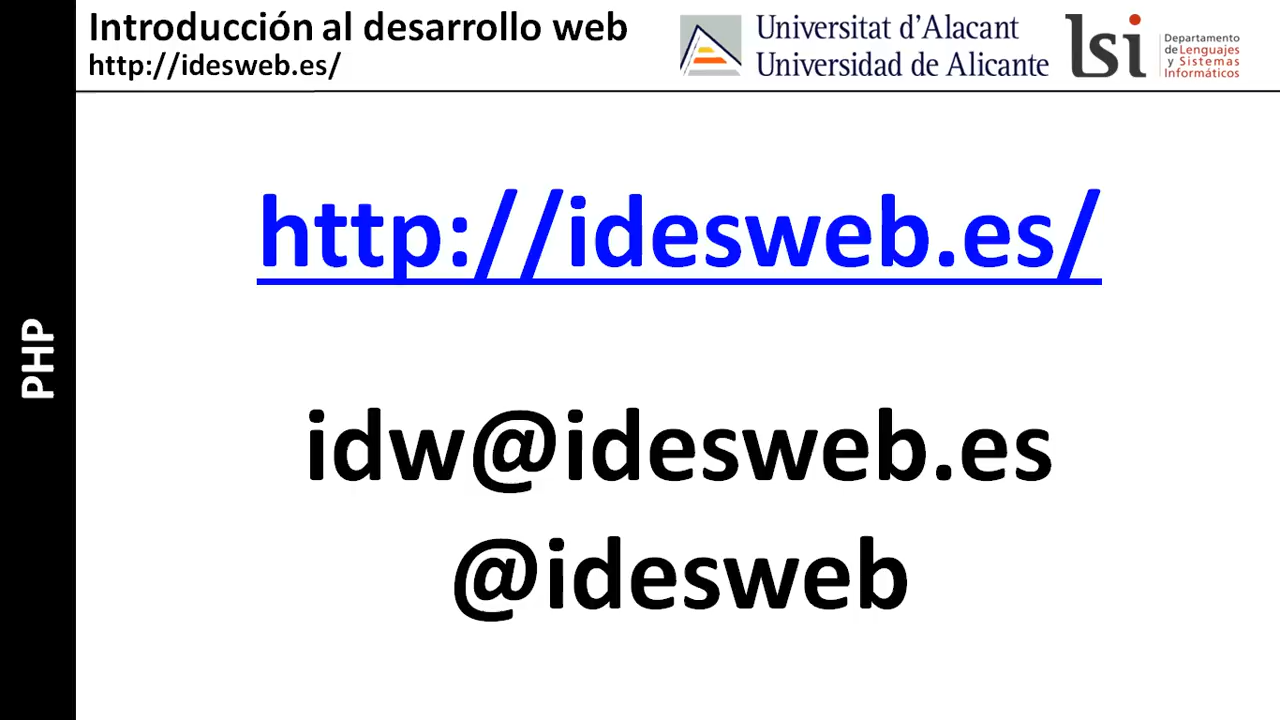 Introducción al desarrollo web
http://idesweb.es/
Universitat d'Alacant
Universidad de Alicante
lsi
Departamento
de Lenguajes
y Sistemas
Informáticos
PHP
http://idesweb.es/
idw@idesweb.es
@idesweb